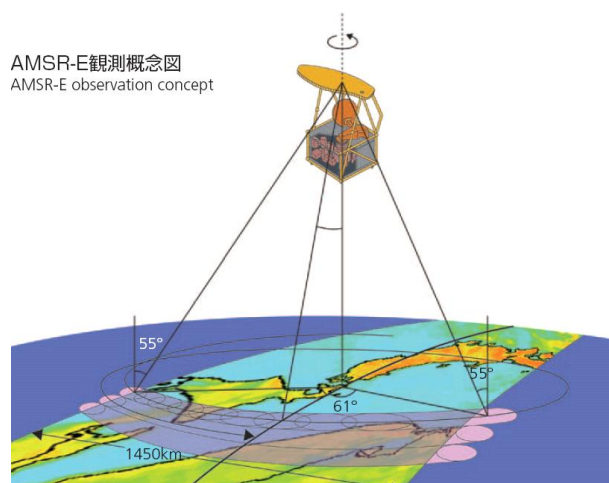 AMSR-E観測概念図
AMSR-E observation concept
55°
55°
61°
1450km